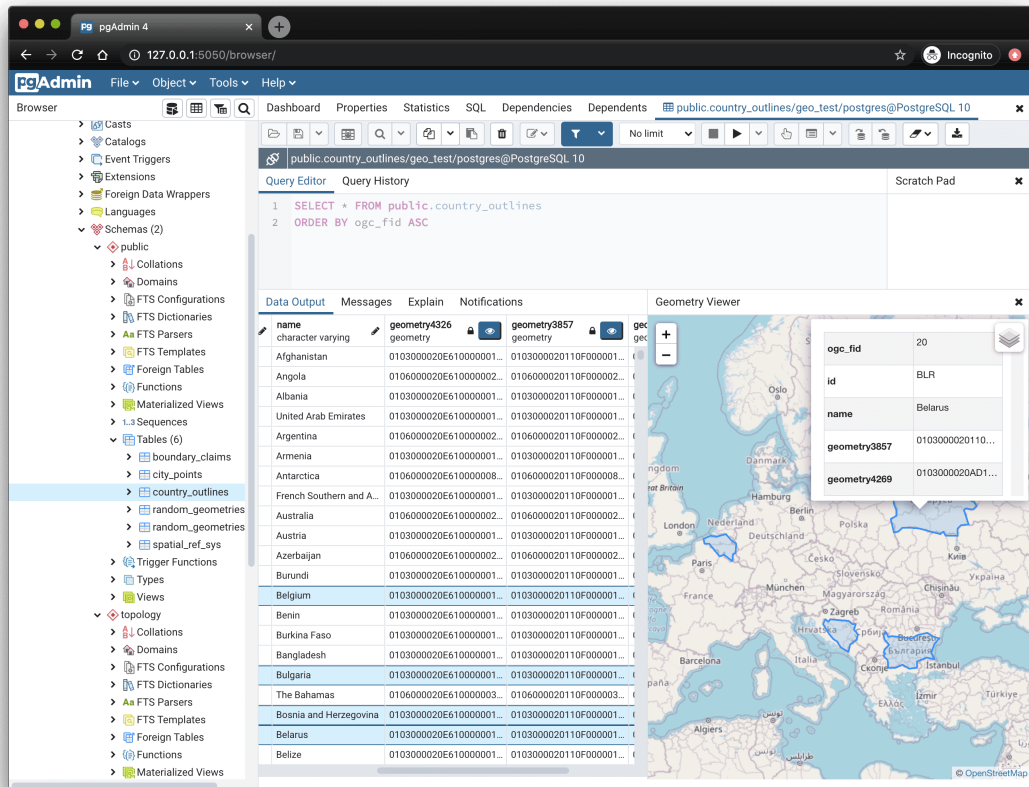 pgAdmin 4
127.0.0.1:5050/browser/
Incognito
pgAdmin
File Object Tools Help
Browser
Dashboard Properties Statistics SQL Dependencies Dependents public.country_outlines/geo_test/postgres@PostgreSQL 10
Casts
Catalogs
Event Triggers
Extensions
Foreign Data Wrappers
Languages
Schemas (2)
public
Collations
Domains
FTS Configurations
FTS Dictionaries
FTS Parsers
FTS Templates
Foreign Tables
Functions
Materialized Views
1..3 Sequences
Tables (6)
boundary_claims
city_points
country_outlines
random_geometries
random_geometries
spatial_ref_sys
Trigger Functions
Types
Views
topology
Collations
Domains
FTS Configurations
FTS Dictionaries
FTS Parsers
FTS Templates
Foreign Tables
Functions
Materialized Views
No limit
public.country_outlines/geo_test/postgres@PostgreSQL 10
Query Editor Query History
Scratch Pad
1 SELECT * FROM public.country_outlines
2 ORDER BY ogc_fid ASC
Data Output Messages Explain Notifications
name geometry4326 geometry3857
character varying geometry geometry
Afghanistan 0103000020E610000001... 0103000020110F000001...
Angola 0106000020E610000002... 0106000020110F000002...
Albania 0103000020E610000001... 0103000020110F000001...
United Arab Emirates 0103000020E610000001... 0103000020110F000001...
Argentina 0106000020E610000002... 0106000020110F000002...
Armenia 0103000020E610000001... 0103000020110F000001...
Antarctica 0106000020E610000008... 0106000020110F000008...
French Southern and A... 0103000020E610000001... 0103000020110F000001...
Australia 0106000020E610000002... 0106000020110F000002...
Austria 0103000020E610000001... 0103000020110F000001...
Azerbaijan 0106000020E610000002... 0106000020110F000002...
Burundi 0103000020E610000001... 0103000020110F000001...
Belgium 0103000020E610000001... 0103000020110F000001...
Benin 0103000020E610000001... 0103000020110F000001...
Burkina Faso 0103000020E610000001... 0103000020110F000001...
Bangladesh 0103000020E610000001... 0103000020110F000001...
Bulgaria 0103000020E610000001... 0103000020110F000001...
The Bahamas 0106000020E610000003... 0106000020110F000003...
Bosnia and Herzegovina 0103000020E610000001... 0103000020110F000001...
Belarus 0103000020E610000001... 0103000020110F000001...
Belize 0103000020E610000001... 0103000020110F000001...
Geometry Viewer
+
−
ogc_fid 20
id BLR
name Belarus
geometry3857 0103000020110...
geometry4269 0103000020AD1...
Oslo
Danmark
Hamburg
Berlin
London
Nederland
Polska
Deutschland
Paris
Česko
Київ
Slovensko
Україна
München
Chișinău
France
Magyarország
Zagreb
România
Hrvatska
București
България
Barcelona
Italia
Скопје
İstanbul
Ελλάς
İzmir
Türkiye
Algiers
تونس
طرابلس
© OpenStreetMap